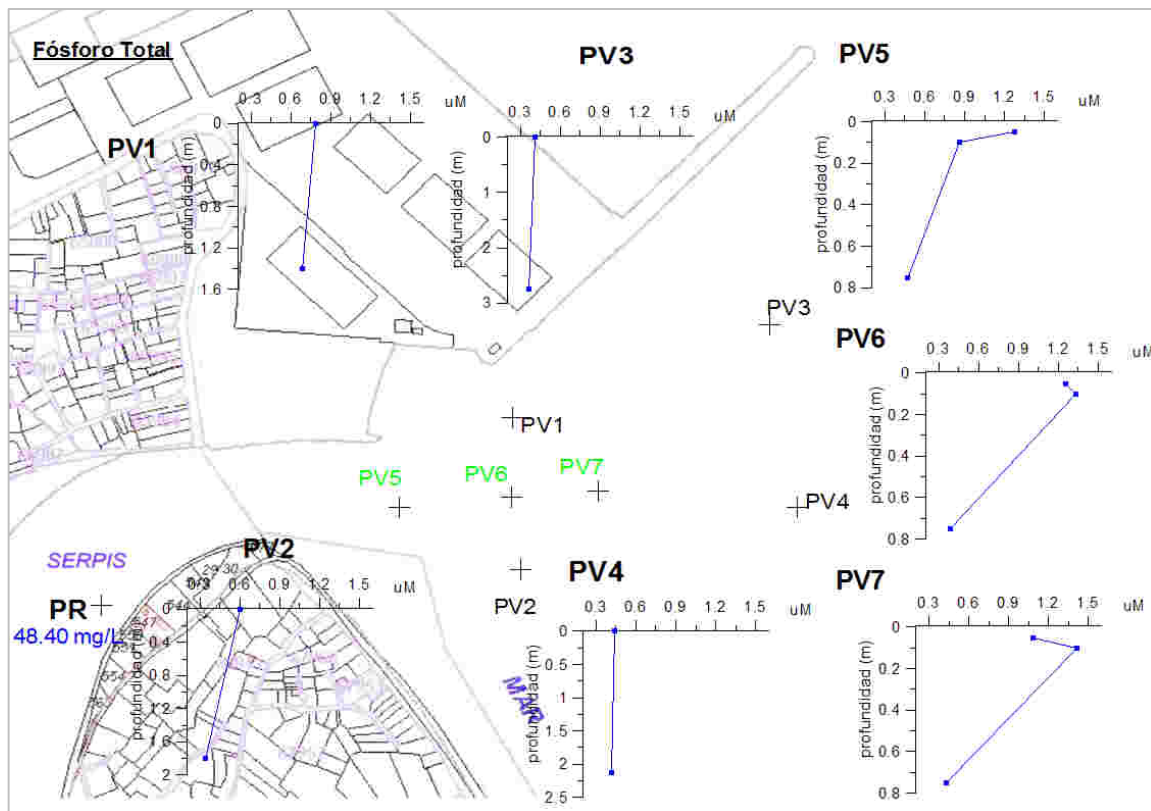 Fósforo Total
PV1
0.3 0.6 0.9 1.2 1.5 uM
profundidad (m)
0
0.4
0.8
1.2
1.6
PV3
0.3 0.6 0.9 1.2 1.5 uM
profundidad (m)
0
1
2
3
PV5
0.3 0.6 0.9 1.2 1.5 uM
profundidad (m)
0
0.2
0.4
0.6
0.8
PV3
PV1
PV5
PV6
PV7
PV4
PV2
PV6
0.3 0.6 0.9 1.2 1.5 uM
profundidad (m)
0
0.2
0.4
0.6
0.8
SERPIS
PR
48.40 mg/L
PV2
0.3 0.6 0.9 1.2 1.5 uM
profundidad (m)
0
0.4
0.8
1.2
1.6
2
MAR
PV4
0.3 0.6 0.9 1.2 1.5 uM
profundidad (m)
0
0.5
1
1.5
2
2.5
PV7
0.3 0.6 0.9 1.2 1.5 uM
profundidad (m)
0
0.2
0.4
0.6
0.8